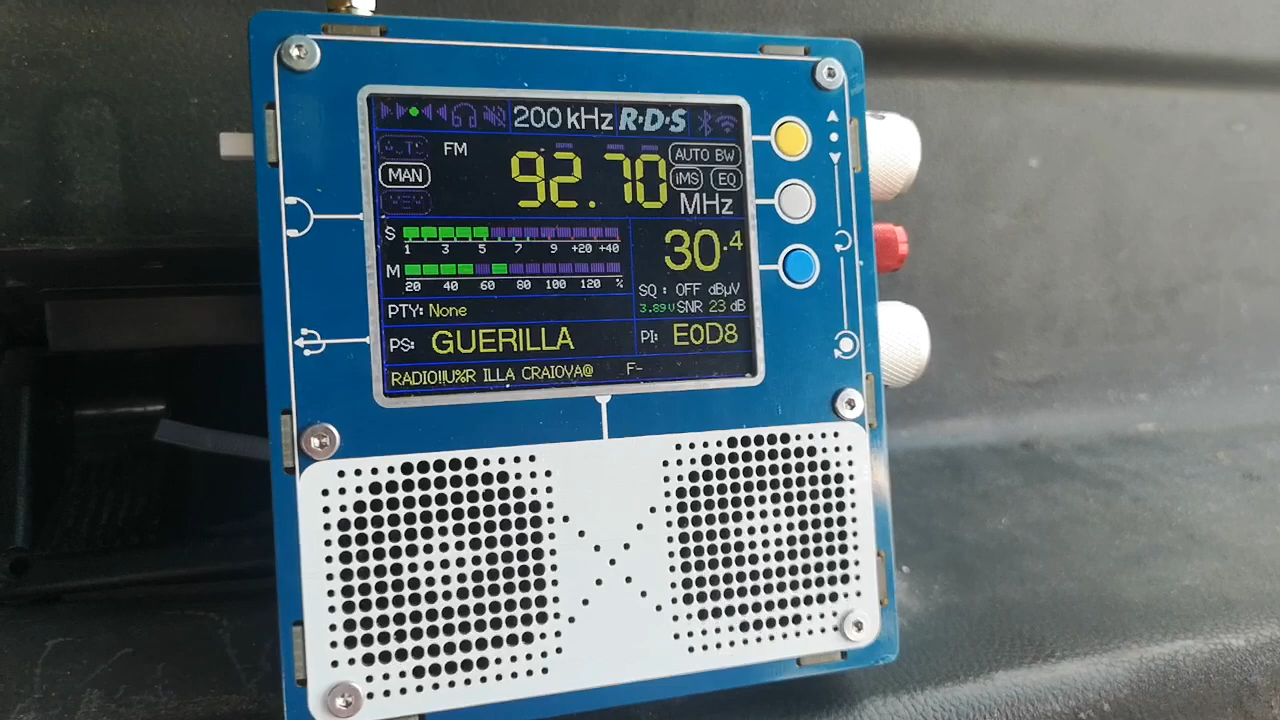 200 kHz R·D·S
AUTO FM AUTO BW
MAN 92.70 iMS EQ
MEM MHz
S 1 3 5 7 9 +20 +40 30.4
M 20 40 60 80 100 120 %
SQ: OFF dBµV
3.89V SNR 23 dB
PTY: None
PS: GUERILLA PI: E0D8
RADIO!!U%R ILLA CRAIOVA@ F-